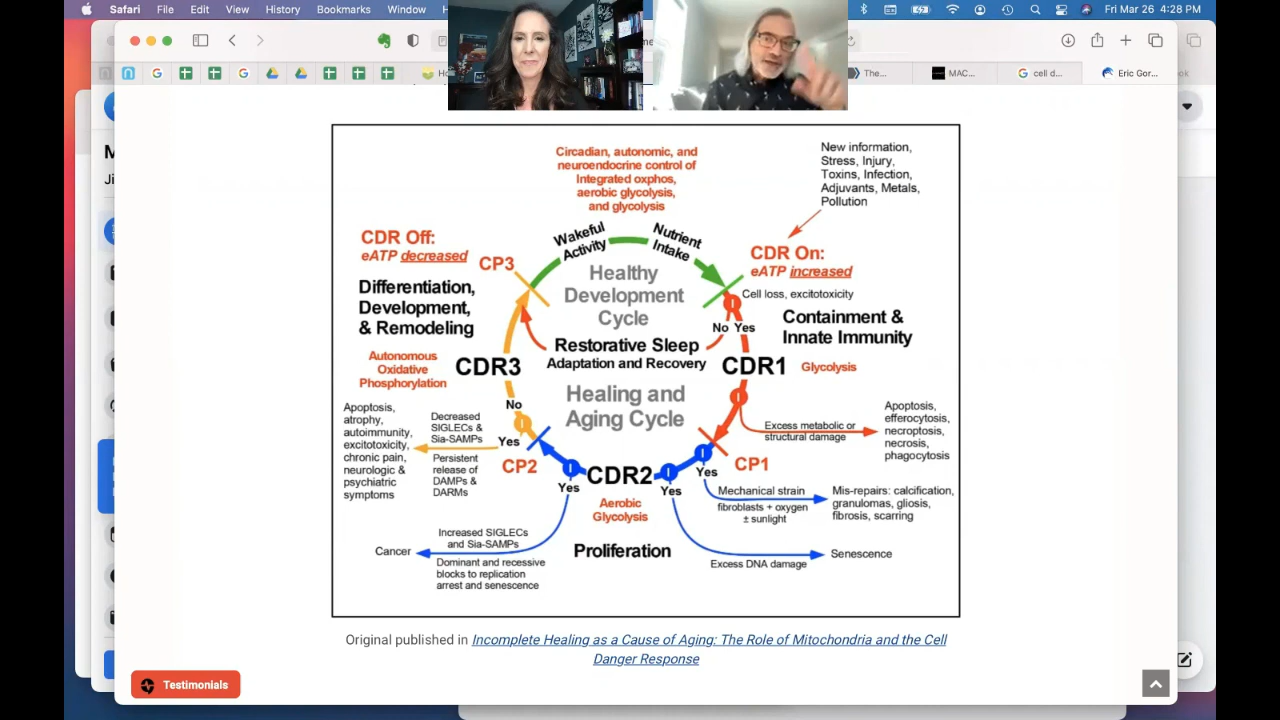 Safari File Edit View History Bookmarks Window
Fri Mar 26 4:28 PM
The...
MAC...
cell d...
Eric Gor...
Circadian, autonomic, and
neuroendocrine control of
Integrated oxphos,
aerobic glycolysis,
and glycolysis
New information,
Stress, Injury,
Toxins, Infection,
Adjuvants, Metals,
Pollution
CDR Off:
eATP decreased
CP3
Wakeful
Activity
Nutrient
Intake
CDR On:
eATP increased
Healthy
Development
Cycle
Cell loss, excitotoxicity
Differentiation,
Development,
& Remodeling
Containment &
Innate Immunity
No Yes
Restorative Sleep
Adaptation and Recovery
Autonomous
Oxidative
Phosphorylation
CDR3
CDR1
Glycolysis
Healing and
Aging Cycle
No
Apoptosis,
atrophy,
autoimmunity,
excitotoxicity,
chronic pain,
neurologic &
psychiatric
symptoms
Decreased
SIGLECs &
Sia-SAMPs
Yes
Persistent
release of
DAMPs &
DARMs
Excess metabolic or
structural damage
Apoptosis,
efferocytosis,
necroptosis,
necrosis,
phagocytosis
CP2
CDR2
CP1
Yes
Yes
Yes
Aerobic
Glycolysis
Mechanical strain
fibroblasts + oxygen
± sunlight
Mis-repairs: calcification,
granulomas, gliosis,
fibrosis, scarring
Proliferation
Increased SIGLECs
and Sia-SAMPs
Cancer
Dominant and recessive
blocks to replication
arrest and senescence
Excess DNA damage
Senescence
Original published in Incomplete Healing as a Cause of Aging: The Role of Mitochondria and the Cell
Danger Response
Testimonials